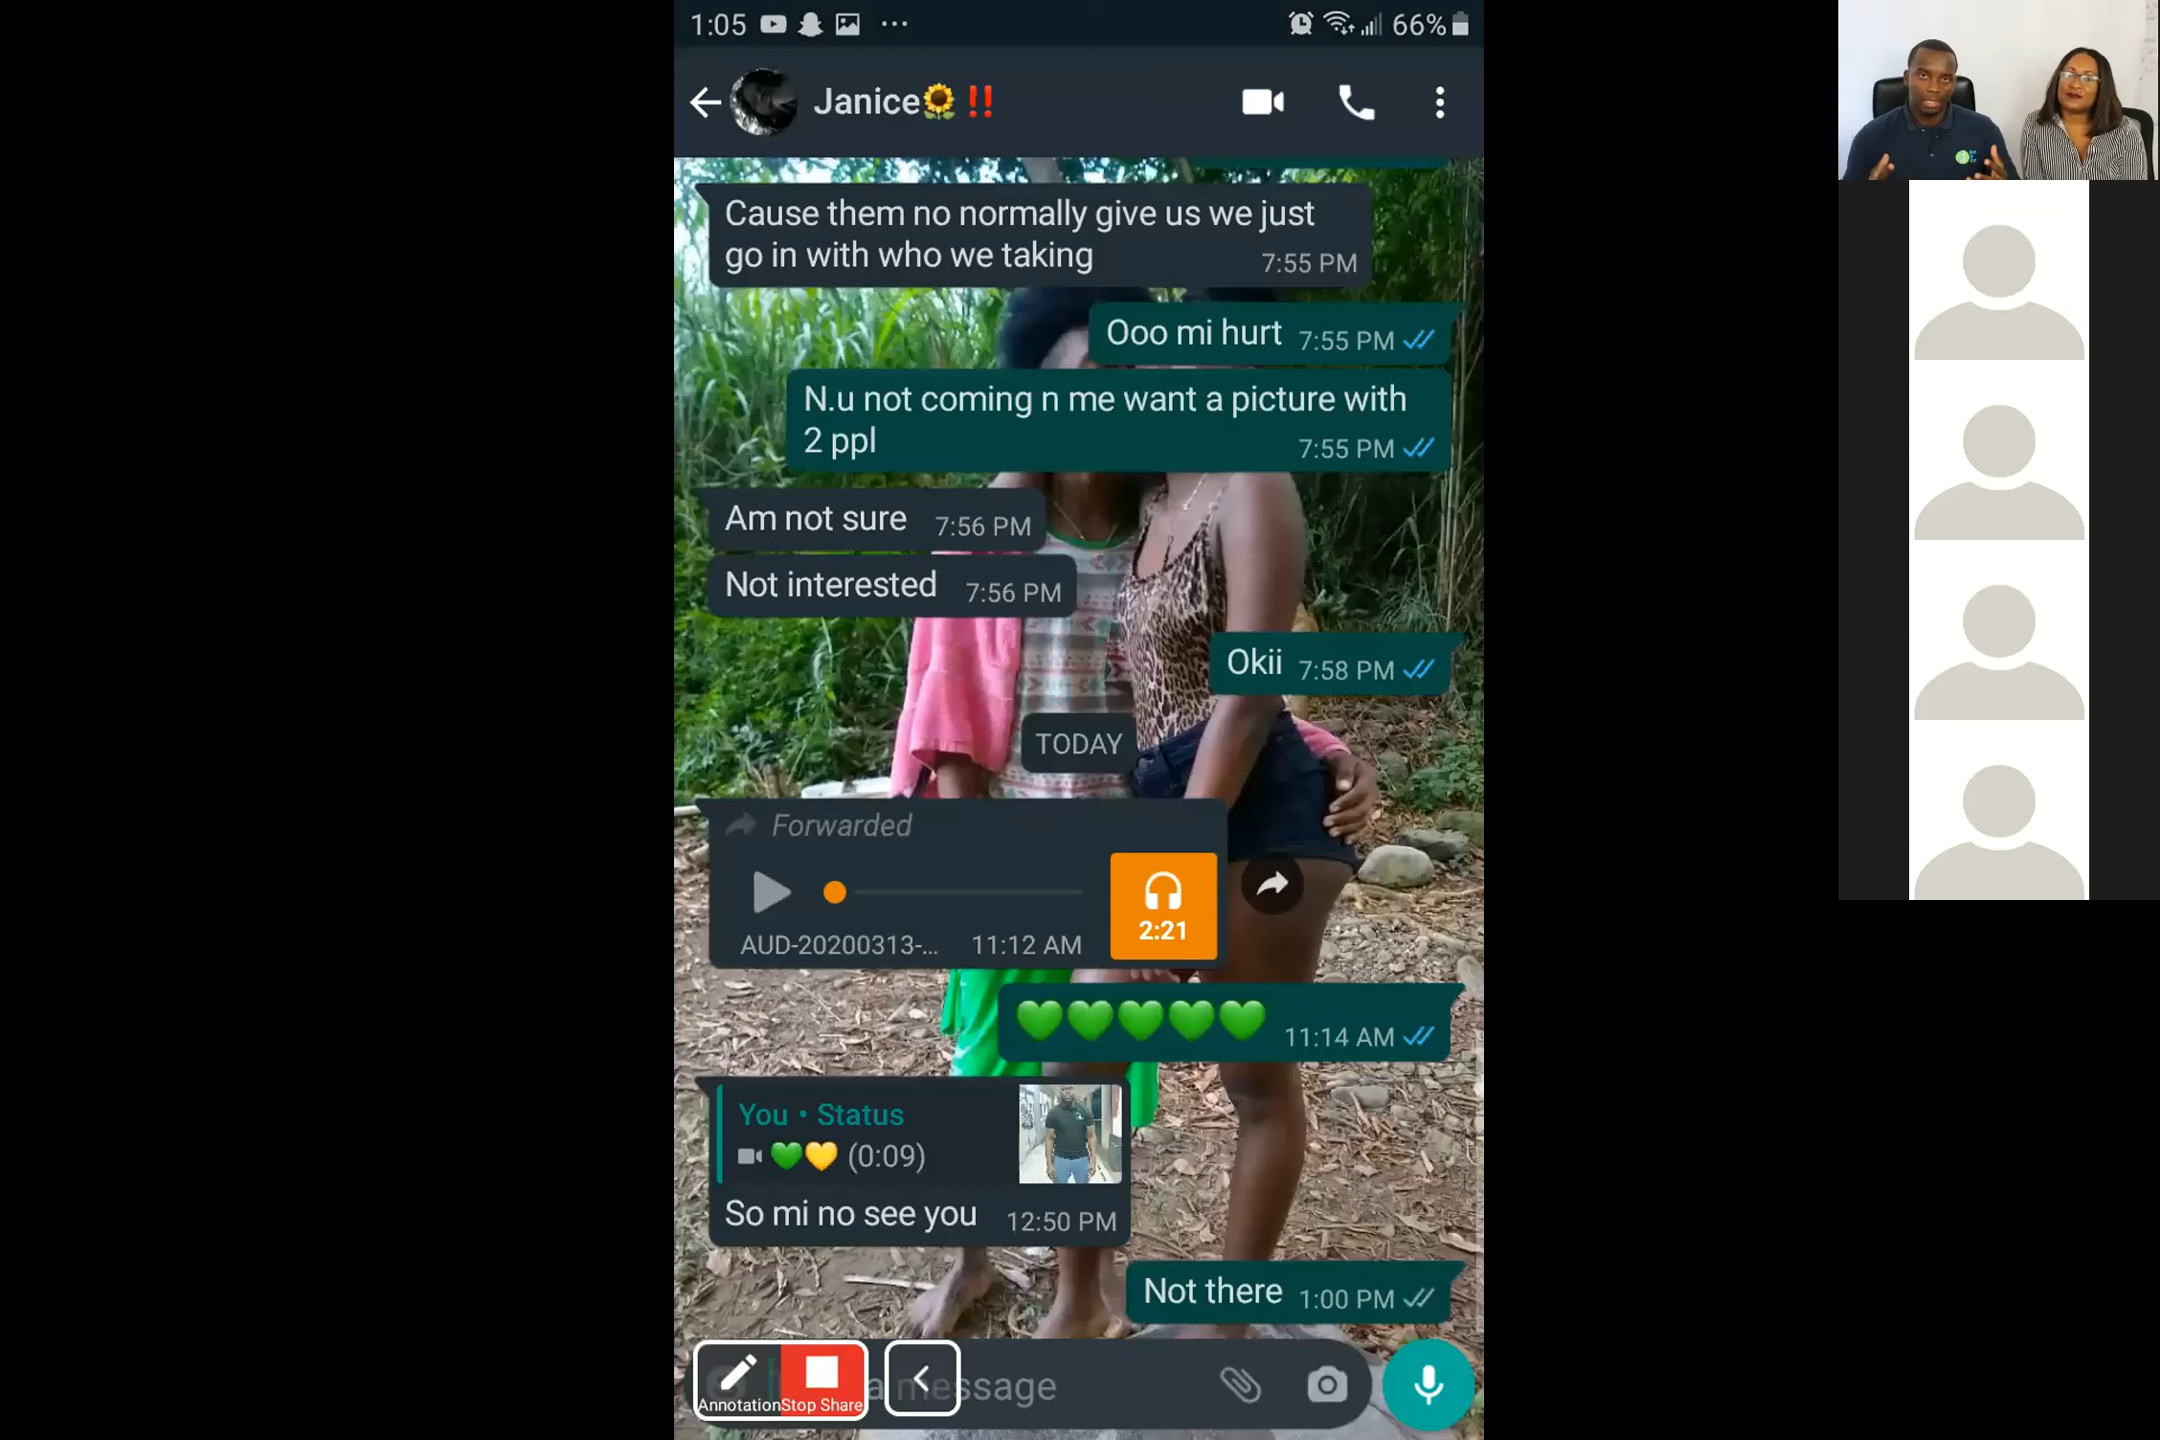 1:05 66%
Janice🌻‼️
Cause them no normally give us we just
go in with who we taking 7:55 PM
Ooo mi hurt 7:55 PM
N.u not coming n me want a picture with
2 ppl 7:55 PM
Am not sure 7:56 PM
Not interested 7:56 PM
Okii 7:58 PM
TODAY
Forwarded
2:21
AUD-20200313-... 11:12 AM
💚💚💚💚💚 11:14 AM
You • Status
💚💛 (0:09)
So mi no see you 12:50 PM
Not there 1:00 PM
a message
Annotation Stop Share